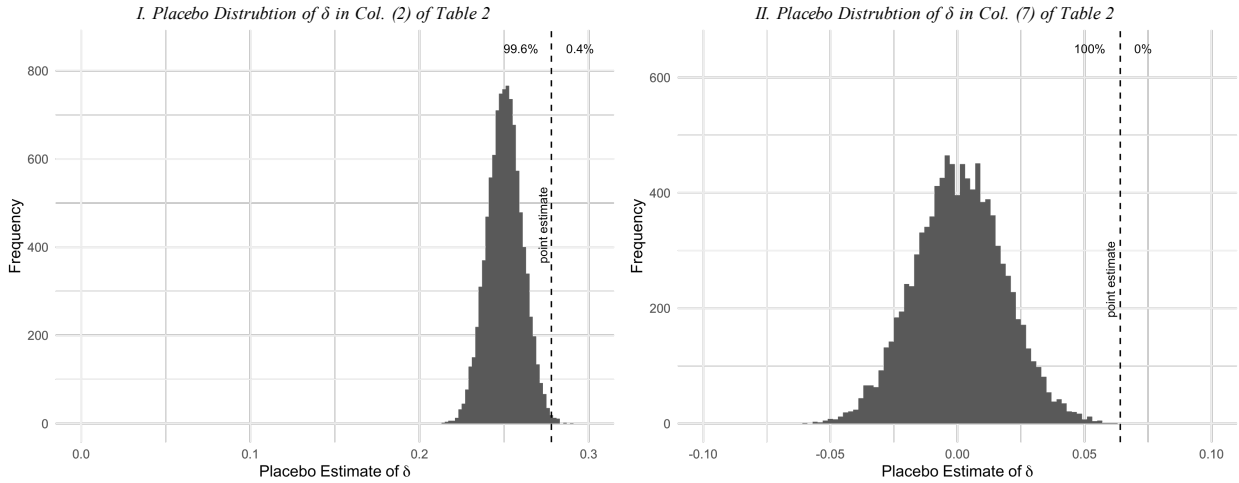 I. Placebo Distrubtion of δ in Col. (2) of Table 2
99.6%
0.4%
800
600
400
200
0
Frequency
point estimate
0.0
0.1
0.2
0.3
Placebo Estimate of δ
II. Placebo Distrubtion of δ in Col. (7) of Table 2
100%
0%
600
400
200
0
Frequency
point estimate
-0.10
-0.05
0.00
0.05
0.10
Placebo Estimate of δ